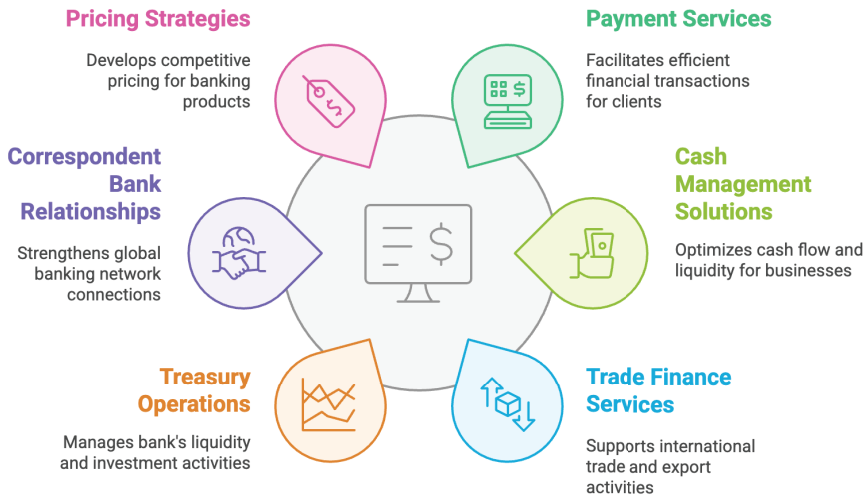 Pricing Strategies
Develops competitive
pricing for banking
products
Payment Services
Facilitates efficient
financial transactions
for clients
Correspondent
Bank
Relationships
Strengthens global
banking network
connections
Cash
Management
Solutions
Optimizes cash flow and
liquidity for businesses
Treasury
Operations
Manages bank's liquidity
and investment activities
Trade Finance
Services
Supports international
trade and export
activities